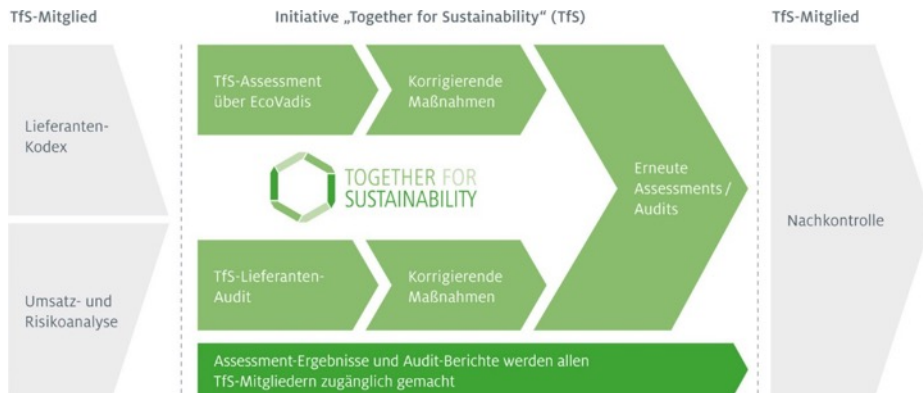 TfS-Mitglied
Initiative „Together for Sustainability“ (TfS)
TfS-Mitglied
Lieferanten-
Kodex
Umsatz- und
Risikoanalyse
TfS-Assessment
über EcoVadis
Korrigierende
Maßnahmen
TOGETHER FOR
SUSTAINABILITY
TfS-Lieferanten-
Audit
Korrigierende
Maßnahmen
Erneute
Assessments /
Audits
Assessment-Ergebnisse und Audit-Berichte werden allen
TfS-Mitgliedern zugänglich gemacht
Nachkontrolle